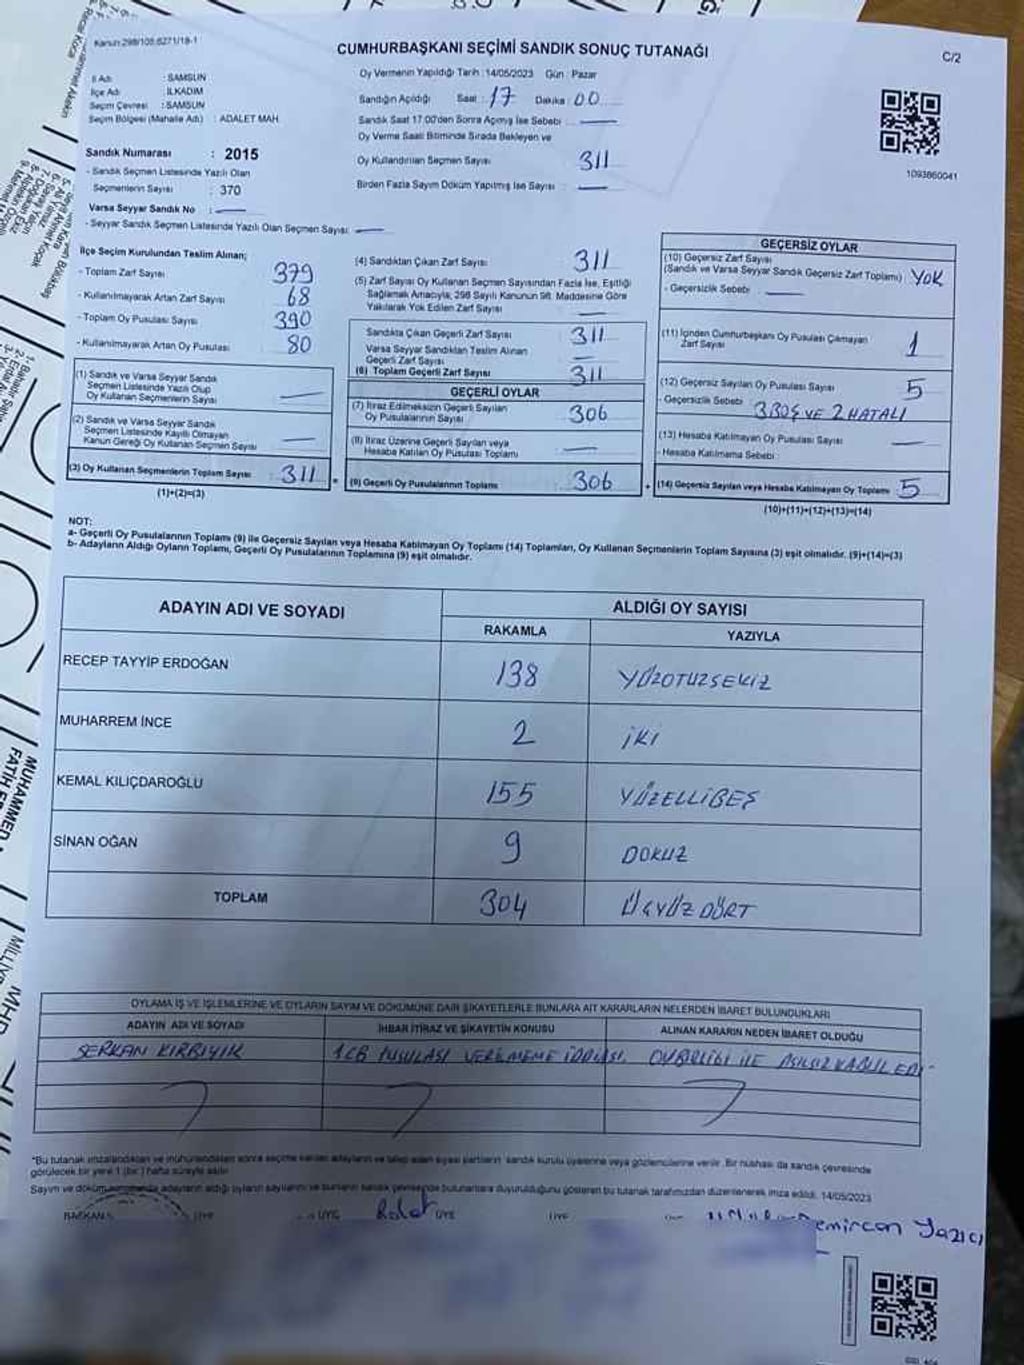 Kanun:298/105,6271/18-1
CUMHURBAŞKANI SEÇİMİ SANDIK SONUÇ TUTANAĞI
C/2
İl Adı : SAMSUN
İlçe Adı : İLKADIM
Seçim Çevresi : SAMSUN
Seçim Bölgesi (Mahalle Adı) : ADALET MAH.
Sandık Numarası : 2015
- Sandık Seçmen Listesinde Yazılı Olan
Seçmenlerin Sayısı : 370
Varsa Seyyar Sandık No :
- Seyyar Sandık Seçmen Listesinde Yazılı Olan Seçmen Sayısı:
Oy Vermenin Yapıldığı Tarih : 14/05/2023 Gün : Pazar
Sandığın Açıldığı Saat : 17 Dakika : 00
Sandık Saat 17.00'den Sonra Açılmış İse Sebebi :
Oy Verme Saati Bitiminde Sırada Bekleyen ve
Oy Kullandırılan Seçmen Sayısı 311
Birden Fazla Sayım Döküm Yapılmış İse Sayısı :
1093860041
İlçe Seçim Kurulundan Teslim Alınan;
- Toplam Zarf Sayısı 379
- Kullanılmayarak Artan Zarf Sayısı 68
- Toplam Oy Pusulası Sayısı 390
- Kullanılmayarak Artan Oy Pusulası 80
(1) Sandık ve Varsa Seyyar Sandık
Seçmen Listesinde Yazılı Olup
Oy Kullanan Seçmenlerin Sayısı
(2) Sandık ve Varsa Seyyar Sandık
Seçmen Listesinde Kayıtlı Olmayan
Kanun Gereği Oy Kullanan Seçmen Sayısı
(3) Oy Kullanan Seçmenlerin Toplam Sayısı 311
(1)+(2)=(3)
(4) Sandıktan Çıkan Zarf Sayısı 311
(5) Zarf Sayısı Oy Kullanan Seçmen Sayısından Fazla İse, Eşitliği
Sağlamak Amacıyla; 298 Sayılı Kanunun 98. Maddesine Göre
Yakılarak Yok Edilen Zarf Sayısı
Sandıkta Çıkan Geçerli Zarf Sayısı 311
Varsa Seyyar Sandıktan Teslim Alınan
Geçerli Zarf Sayısı
(6) Toplam Geçerli Zarf Sayısı 311
GEÇERLİ OYLAR
(7) İtiraz Edilmeksizin Geçerli Sayılan
Oy Pusulalarının Sayısı 306
(8) İtiraz Üzerine Geçerli Sayılan veya
Hesaba Katılan Oy Pusulası Toplamı
(9) Geçerli Oy Pusulalarının Toplamı 306
GEÇERSİZ OYLAR
(10) Geçersiz Zarf Sayısı
(Sandık ve Varsa Seyyar Sandık Geçersiz Zarf Toplamı) YOK
- Geçersizlik Sebebi :
(11) İçinden Cumhurbaşkanı Oy Pusulası Çıkmayan
Zarf Sayısı 1
(12) Geçersiz Sayılan Oy Pusulası Sayısı 5
- Geçersizlik Sebebi : 3 BOŞ VE 2 HATALI
(13) Hesaba Katılmayan Oy Pusulası Sayısı
- Hesaba Katılmama Sebebi :
(14) Geçersiz Sayılan veya Hesaba Katılmayan Oy Toplamı 5
(10)+(11)+(12)+(13)=(14)
NOT:
a- Geçerli Oy Pusulalarının Toplamı (9) ile Geçersiz Sayılan veya Hesaba Katılmayan Oy Toplamı (14) Toplamları, Oy Kullanan Seçmenlerin Toplam Sayısına (3) eşit olmalıdır. (9)+(14)=(3)
b- Adayların Aldığı Oyların Toplamı, Geçerli Oy Pusulalarının Toplamına (9) eşit olmalıdır.
ADAYIN ADI VE SOYADI ALDIĞI OY SAYISI
RAKAMLA YAZIYLA
RECEP TAYYİP ERDOĞAN 138 YÜZOTUZSEKİZ
MUHARREM İNCE 2 İKİ
KEMAL KILIÇDAROĞLU 155 YÜZELLİBEŞ
SİNAN OĞAN 9 DOKUZ
TOPLAM 304 ÜÇYÜZDÖRT
OYLAMA İŞ VE İŞLEMLERİNE VE OYLARIN SAYIM VE DÖKÜMÜNE DAİR ŞİKAYETLERLE BUNLARA AİT KARARLARIN NELERDEN İBARET BULUNDUKLARI
ADAYIN ADI VE SOYADI İHBAR İTİRAZ VE ŞİKAYETİN KONUSU ALINAN KARARIN NEDEN İBARET OLDUĞU
SERKAN KIRBIYIK 1 CB PUSULASI VERİLMEME İDDİASI. OYBİRLİĞİ İLE ASILSIZ KABUL EDİ
*Bu tutanak imzalandıktan ve mühürlendikten sonra seçime katılan adayların ve talep eden siyasi partilerin sandık kurulu üyelerine veya gözlemcilerine verilir. Bir nüshası da sandık çevresinde
görülecek bir yere 1 (bir) hafta süreyle asılır.
Sayım ve döküm adayların aldığı oyların sayılarını ve bunların sandık çevresinde bulunanlara duyurulduğunu gösteren bu tutanak tarafımızdan düzenlenerek imza edildi. 14/05/2023
BAŞKAN ÜYE ÜYE ÜYE ÜYE
emircan Yazıcı